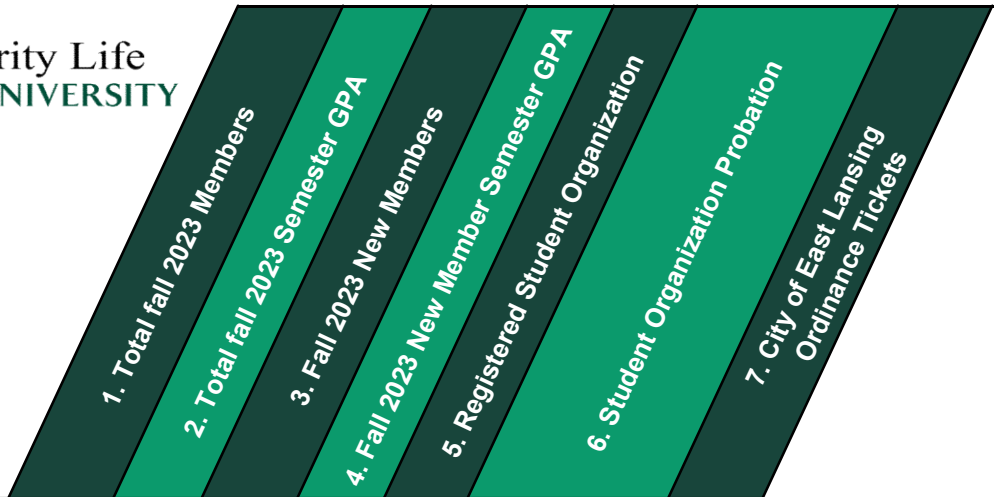 rity Life
NIVERSITY
1. Total fall 2023 Members
2. Total fall 2023 Semester GPA
3. Fall 2023 New Members
4. Fall 2023 New Member Semester GPA
5. Registered Student Organization
6. Student Organization Probation
7. City of East Lansing
Ordinance Tickets